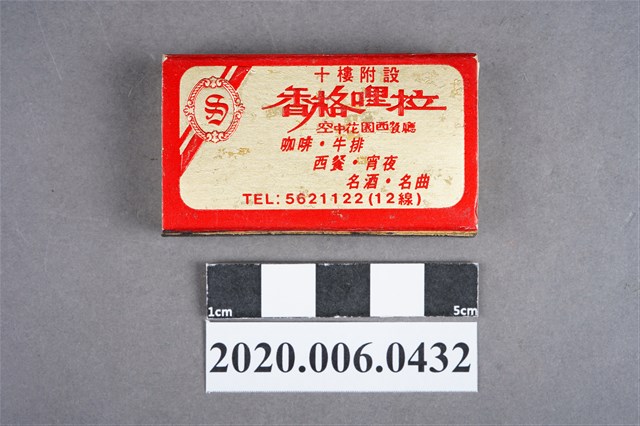 十樓附設
香格哩拉
空中花園西餐廳
S
咖啡·牛排
西餐·宵夜
名酒·名曲
TEL:5621122(12線)
1cm
5cm
2020.006.0432